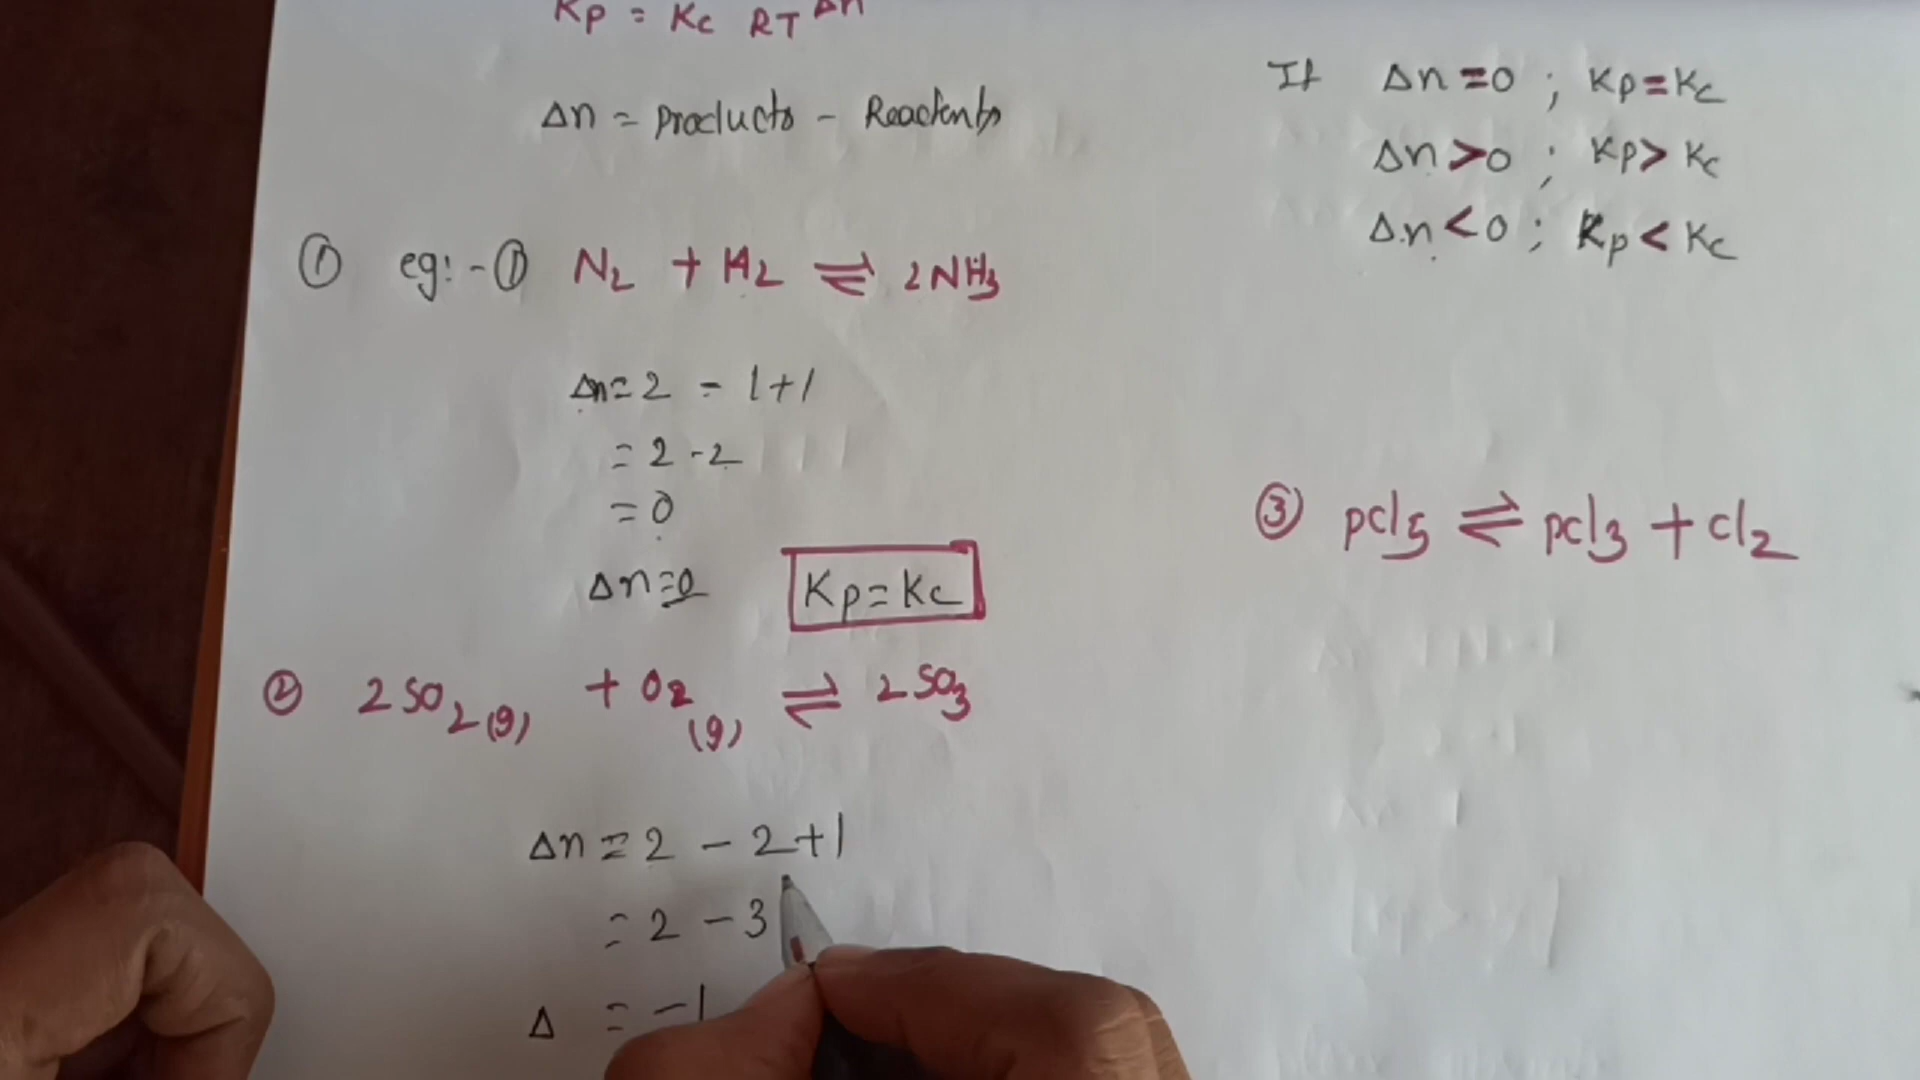 Kp = Kc RT Δn
Δn = products - Reactents
① eg:- ① N2 + H2 ⇌ 2NH3
Δn = 2 - 1+1
= 2 - 2
= 0
Δn=0 Kp=Kc
② 2SO2(g) + O2(g) ⇌ 2SO3
Δn = 2 - 2+1
= 2 - 3
Δ = -1
If Δn=0 ; Kp=Kc
Δn>0 ; Kp>Kc
Δn<0 ; Kp<Kc
③ pcl5 ⇌ pcl3 + cl2